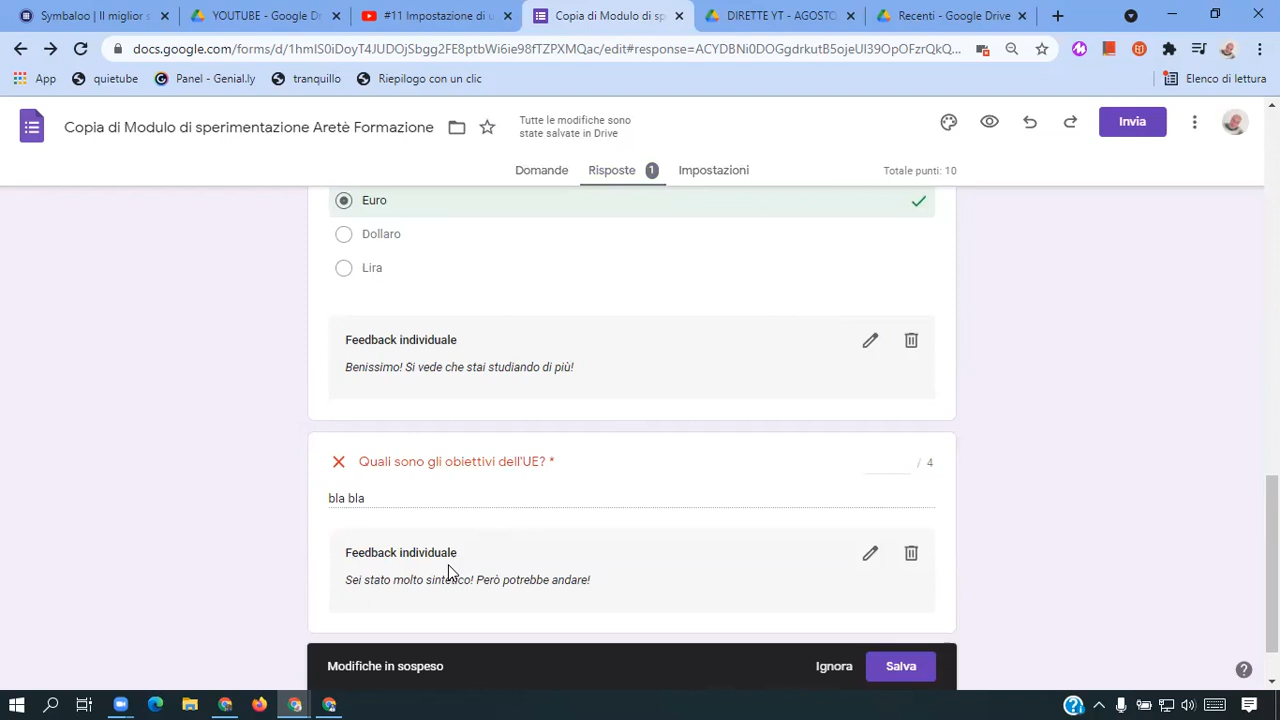 Symbaloo | Il miglior s
YOUTUBE - Google D
#11 Impostazione di u
Copia di Modulo di spe
DIRETTE YT - AGOSTO
Recenti - Google Drive
docs.google.com/forms/d/1hmIS0iDoyT4JUDOjSbgg2FE8ptbWi6ie98fTZPXMQac/edit#response=ACYDBNi0DOGgdrkutB5ojeUI39OpOFzrQkQ...
App
quietube
Panel - Genial.ly
tranquillo
Riepilogo con un clic
Elenco di lettura
Copia di Modulo di sperimentazione Aretè Formazione
Tutte le modifiche sono
state salvate in Drive
Invia
Domande
Risposte
1
Impostazioni
Totale punti: 10
Euro
Dollaro
Lira
Feedback individuale
Benissimo! Si vede che stai studiando di più!
Quali sono gli obiettivi dell'UE? *
/ 4
bla bla
Feedback individuale
Sei stato molto sintetico! Però potrebbe andare!
Modifiche in sospeso
Ignora
Salva